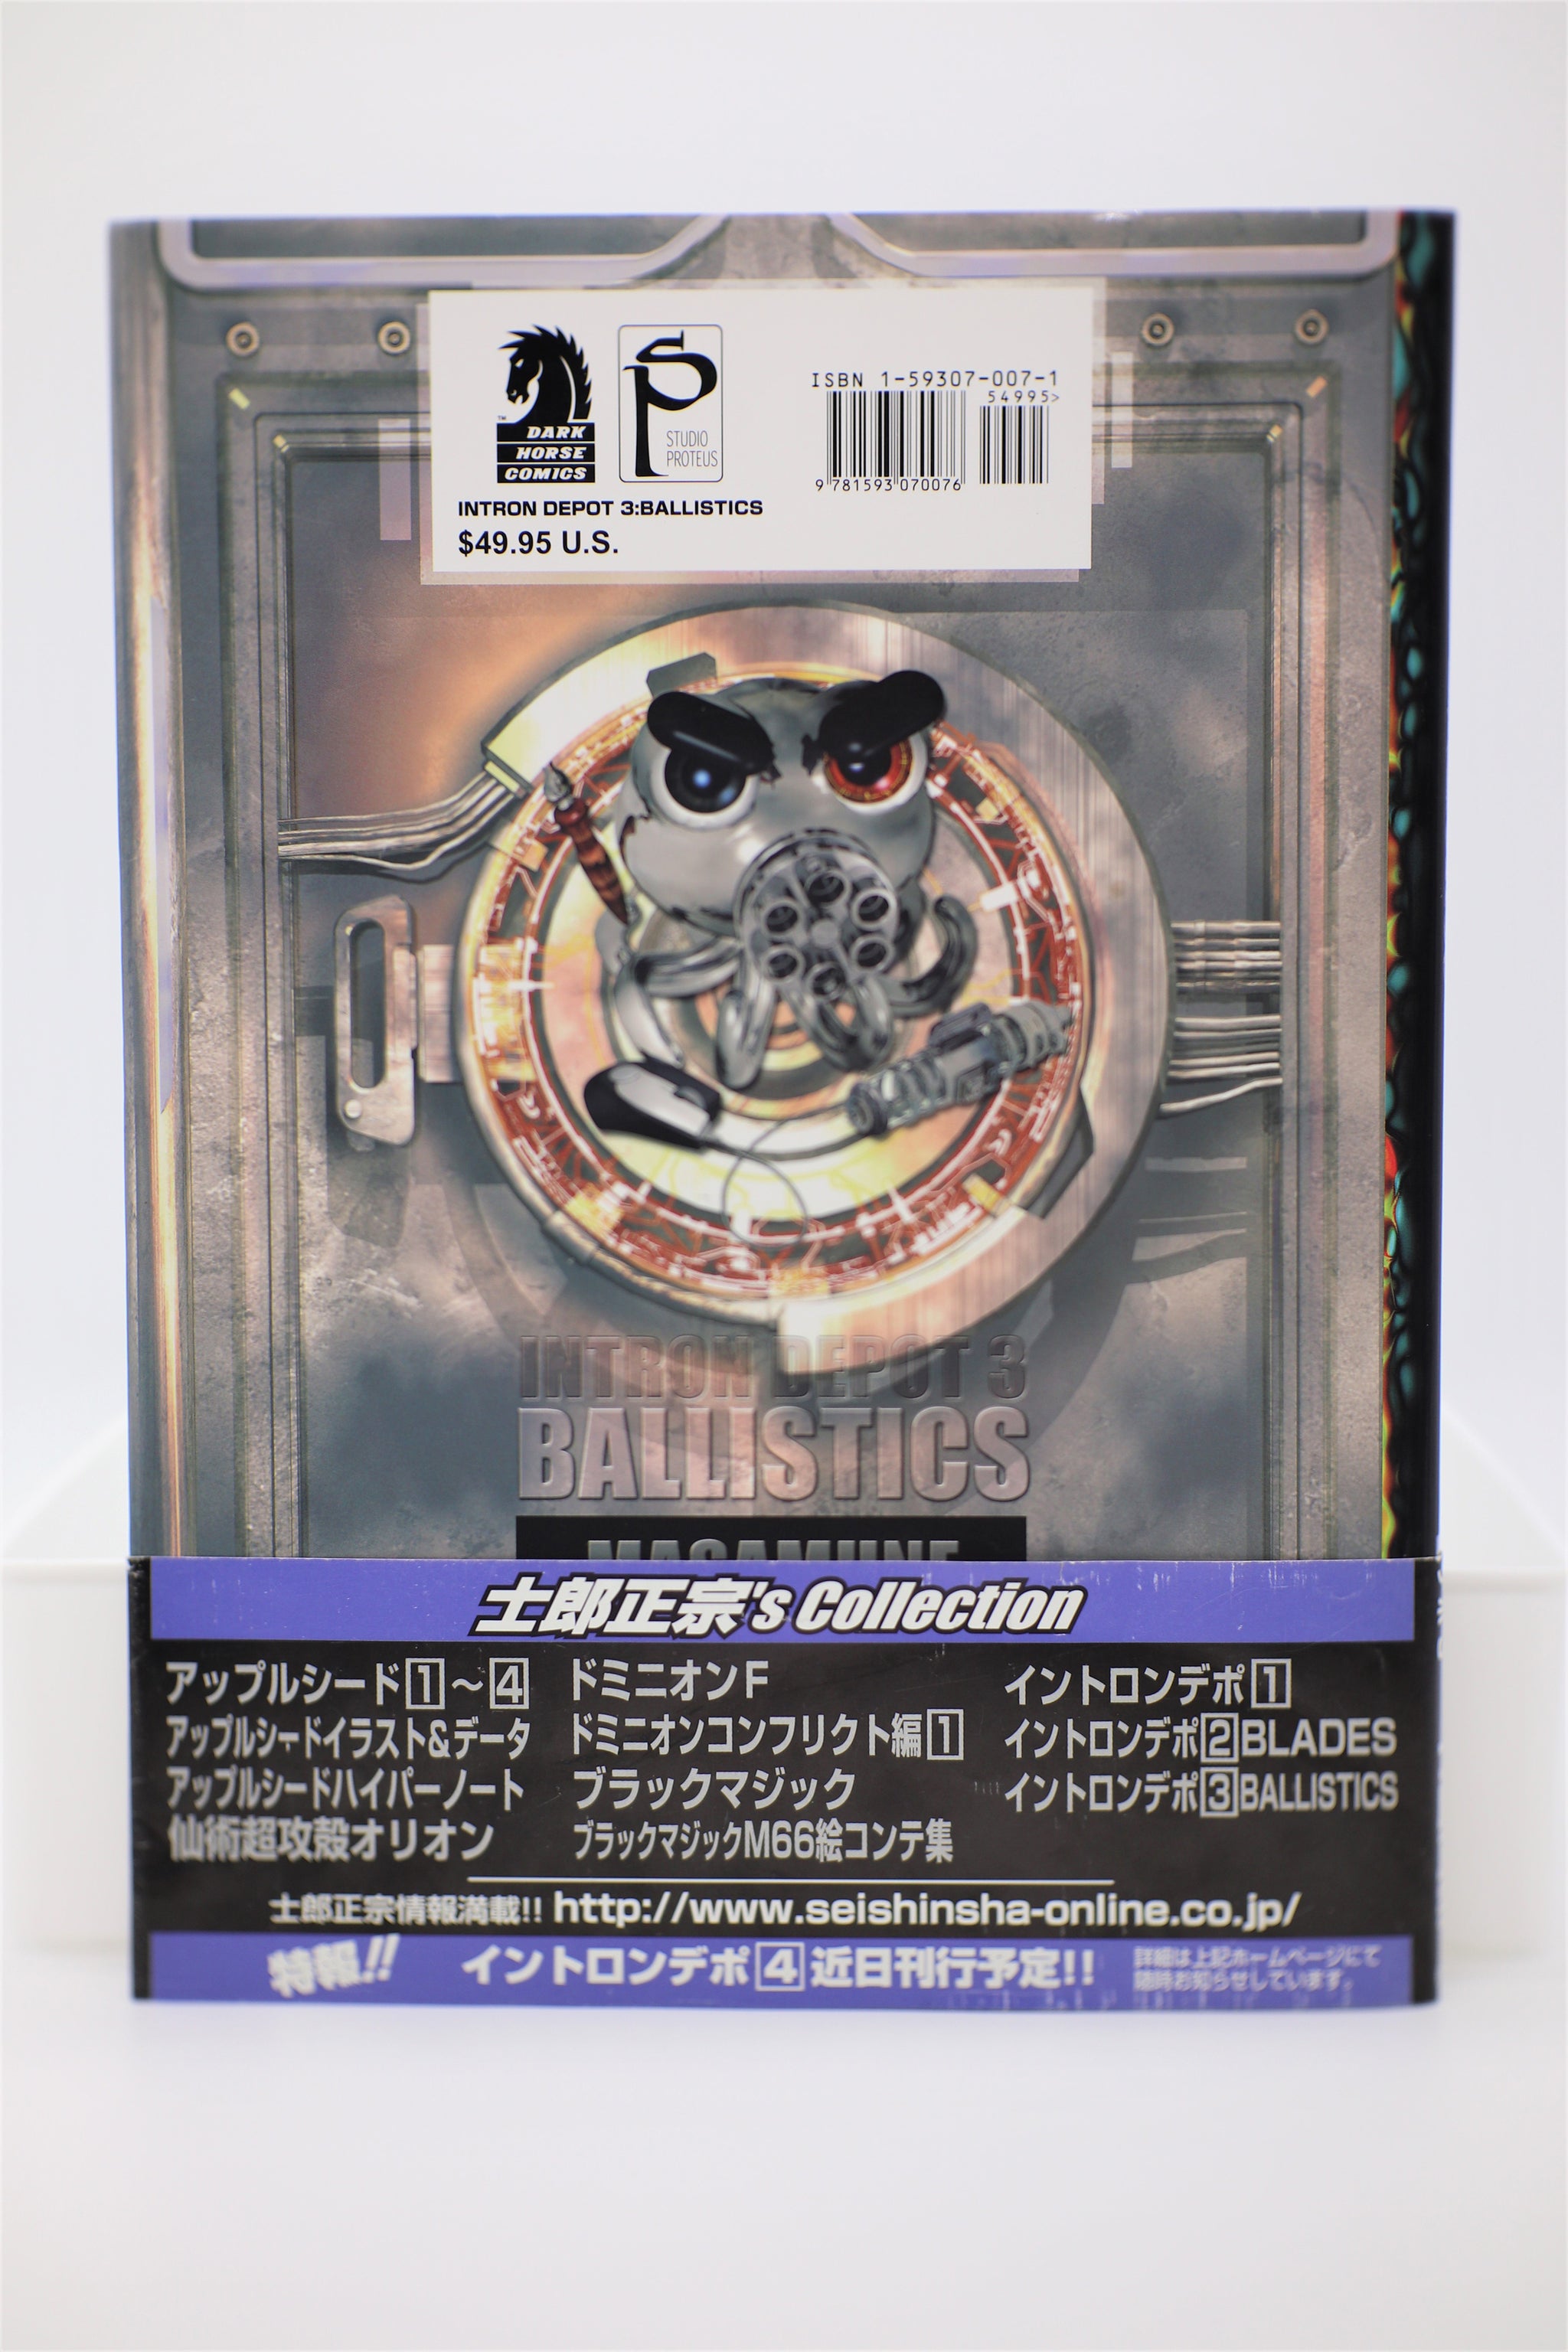 DARK
HORSE
COMICS
™
SP
STUDIO
PROTEUS
ISBN 1-59307-007-1
54995>
9 781593 070076
INTRON DEPOT 3:BALLISTICS
$49.95 U.S.
INTRON DEPOT 3
BALLISTICS
MASAMUNE
士郎正宗's Collection
アップルシード1～4
アップルシードイラスト&データ
アップルシードハイパーノート
仙術超攻殻オリオン
ドミニオンF
ドミニオンコンフリクト編1
ブラックマジック
ブラックマジックM66絵コンテ集
イントロンデポ1
イントロンデポ2BLADES
イントロンデポ3BALLISTICS
士郎正宗情報満載!! http://www.seishinsha-online.co.jp/
特報!! イントロンデポ4近日刊行予定!!
詳細は上記ホームページにて
随時お知らせしています。